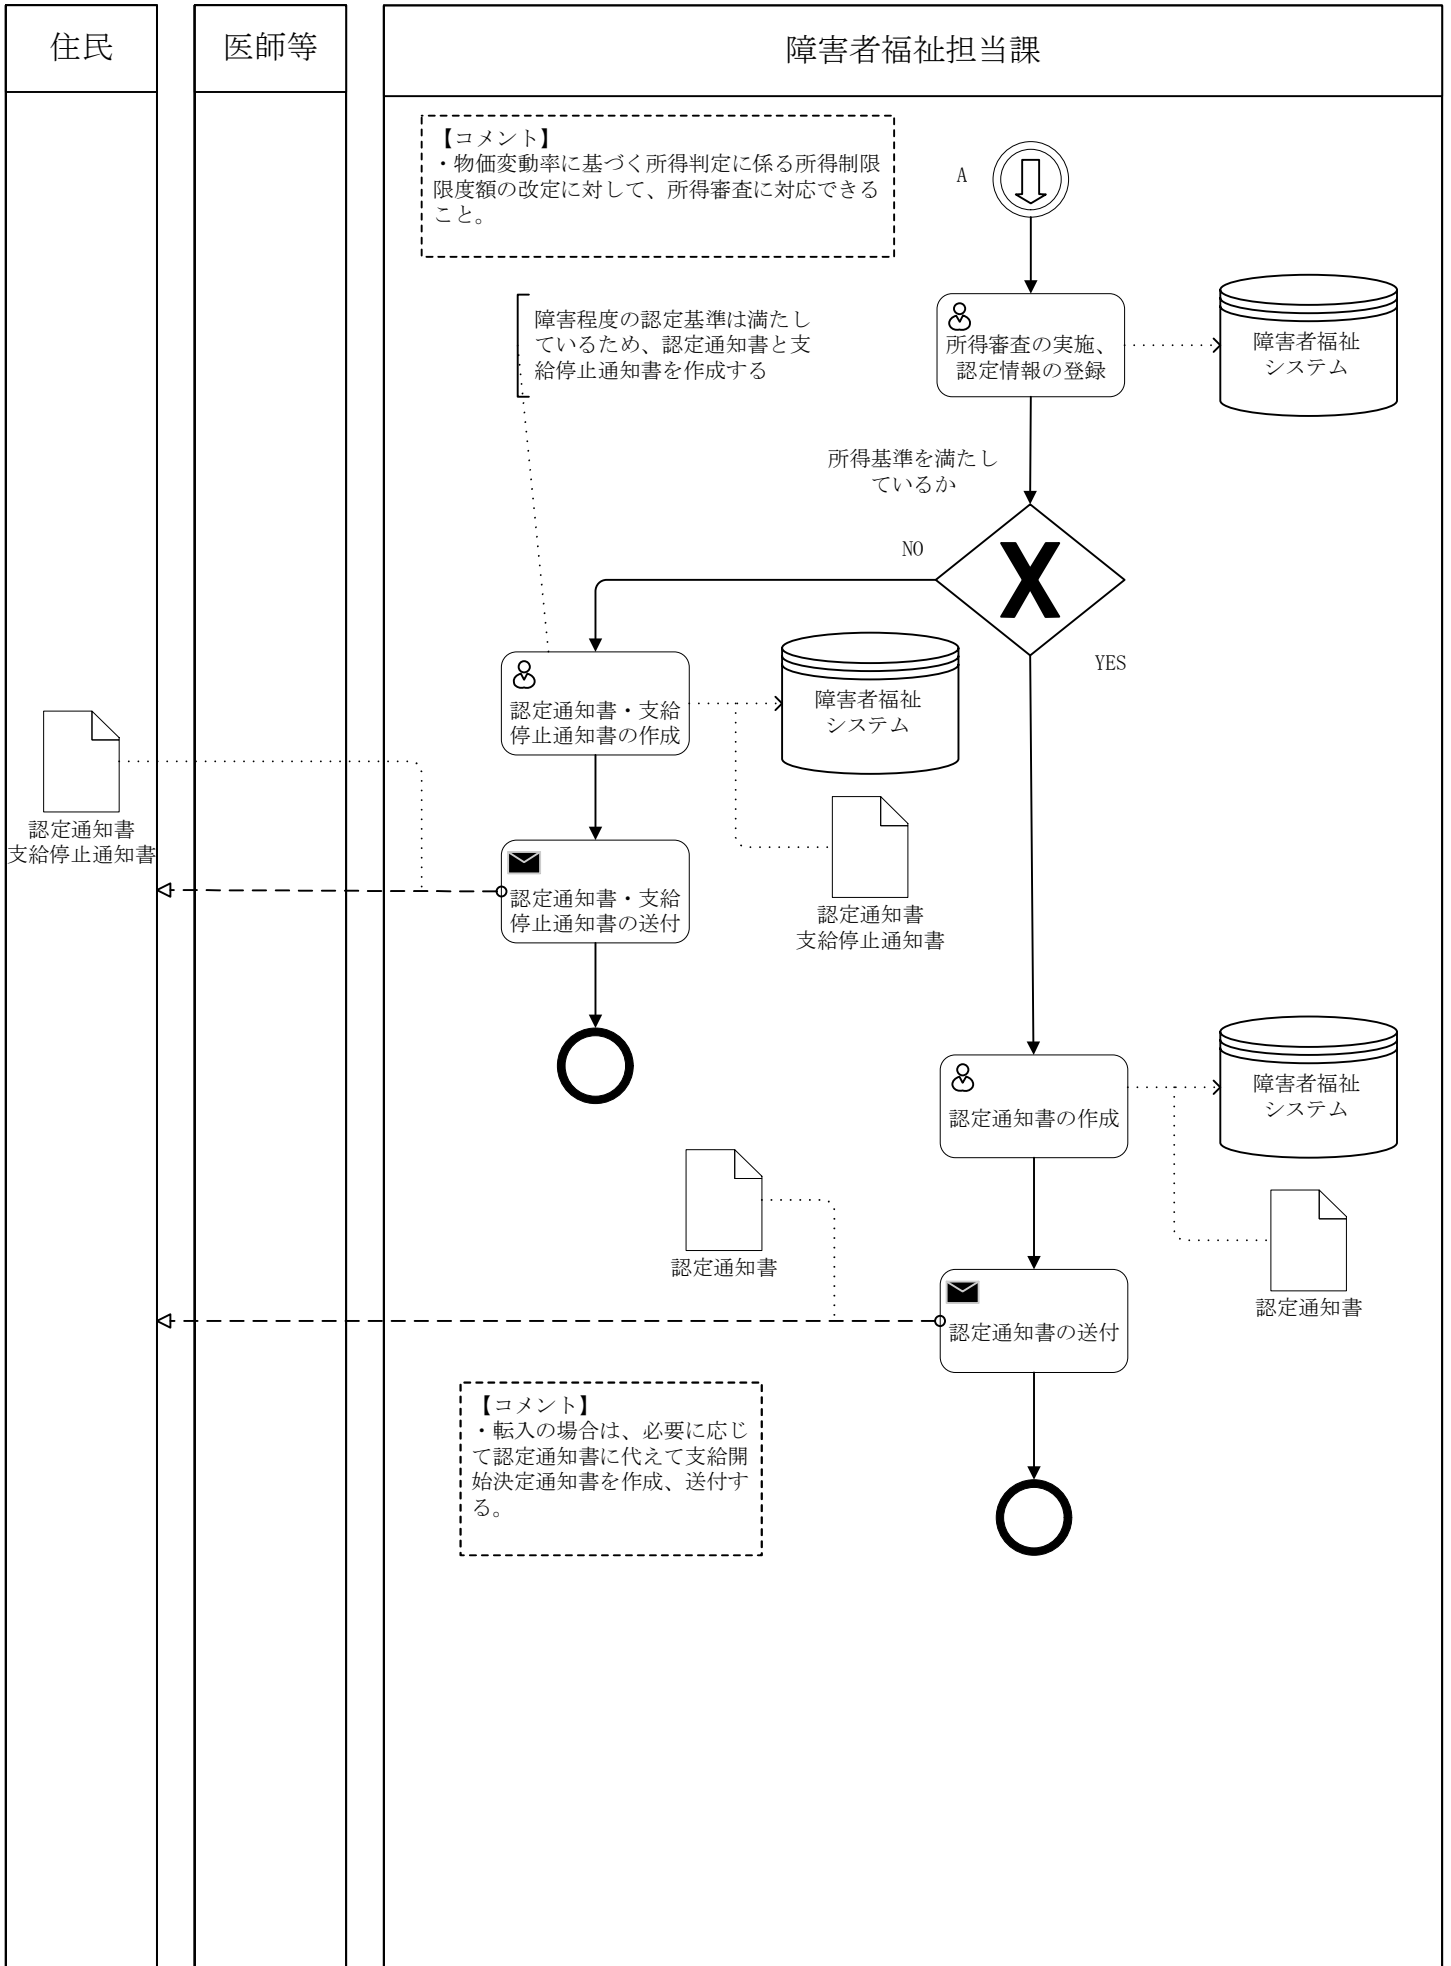 住民
医師等
障害者福祉担当課
【コメント】
・物価変動率に基づく所得判定に係る所得制限
限度額の改定に対して、所得審査に対応できる
こと。
A
障害程度の認定基準は満たし
ているため、認定通知書と支
給停止通知書を作成する
所得審査の実施、
認定情報の登録
障害者福祉
システム
所得基準を満たし
ているか
NO
YES
認定通知書・支給
停止通知書の作成
障害者福祉
システム
認定通知書
支給停止通知書
認定通知書・支給
停止通知書の送付
認定通知書
支給停止通知書
認定通知書の作成
障害者福祉
システム
認定通知書
認定通知書
認定通知書の送付
【コメント】
・転入の場合は、必要に応じ
て認定通知書に代えて支給開
始決定通知書を作成、送付す
る。